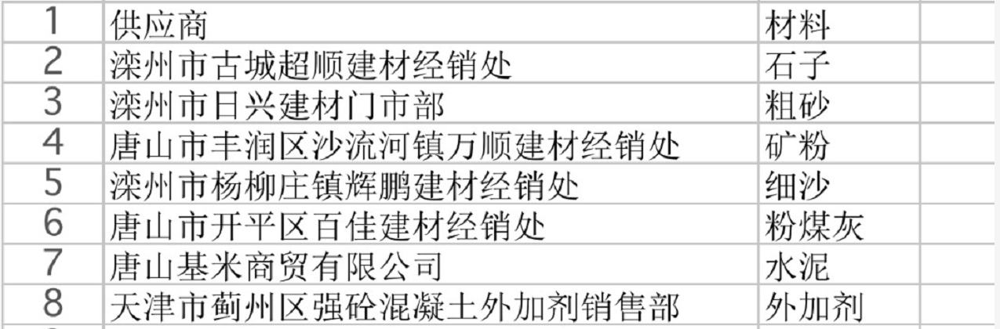 1 供应商 材料
2 滦州市古城超顺建材经销处 石子
3 滦州市日兴建材门市部 粗砂
4 唐山市丰润区沙流河镇万顺建材经销处 矿粉
5 滦州市杨柳庄镇辉鹏建材经销处 细沙
6 唐山市开平区百佳建材经销处 粉煤灰
7 唐山基米商贸有限公司 水泥
8 天津市蓟州区强砼混凝土外加剂销售部 外加剂